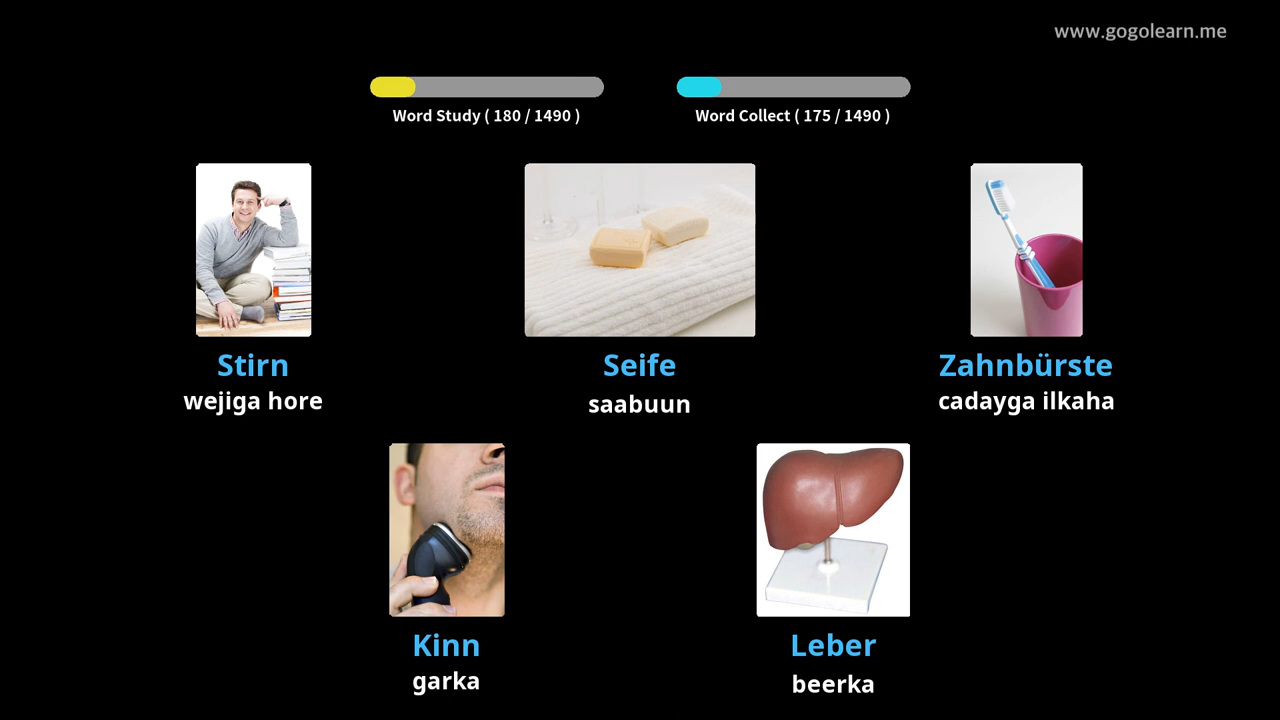 www.gogolearn.me
Word Study ( 180 / 1490 )
Word Collect ( 175 / 1490 )
Stirn
wejiga hore
Seife
saabuun
Zahnbürste
cadayga ilkaha
Kinn
garka
Leber
beerka